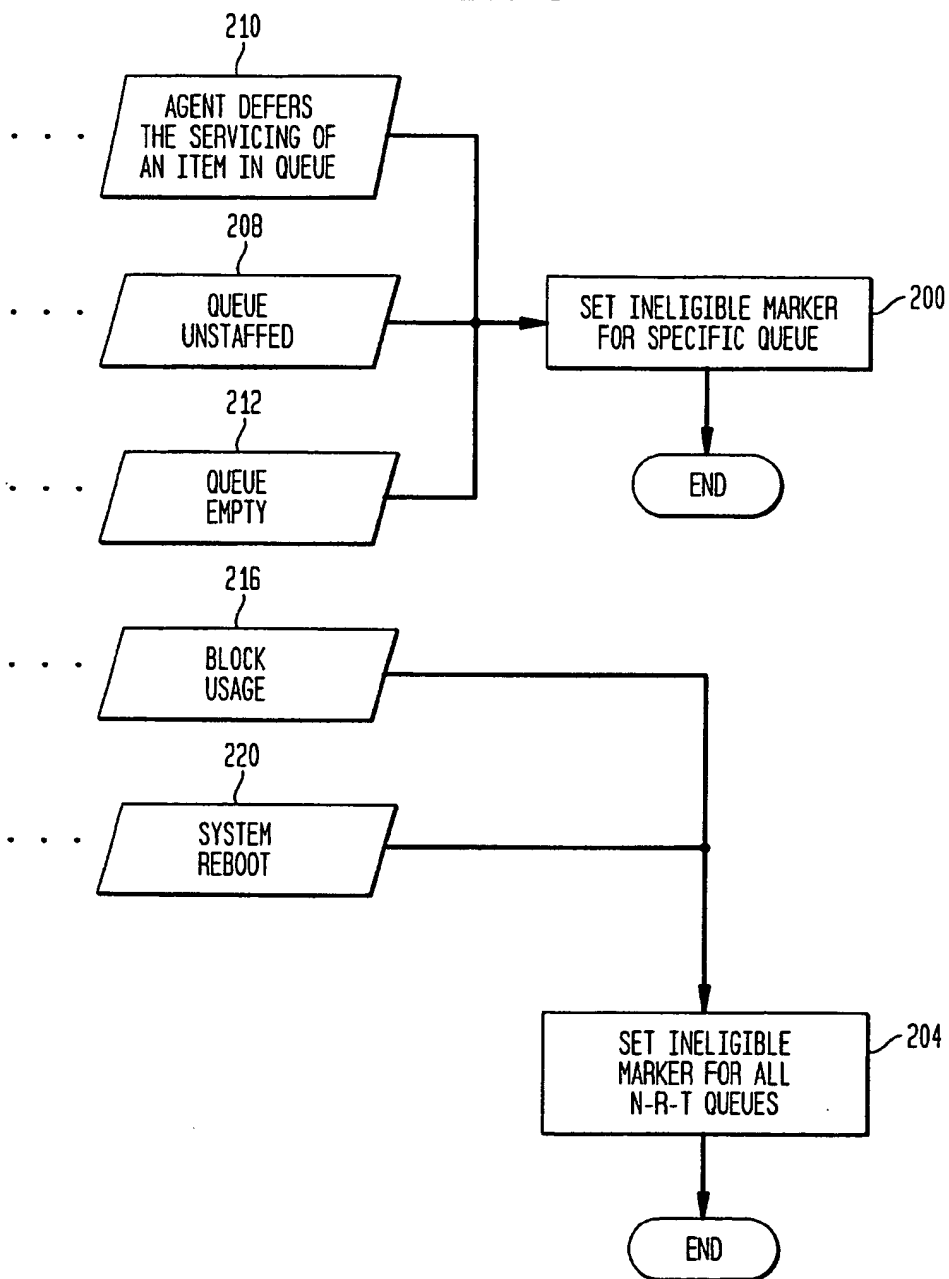 210
AGENT DEFERS
THE SERVICING OF
AN ITEM IN QUEUE
208
QUEUE
UNSTAFFED
SET INELIGIBLE MARKER
FOR SPECIFIC QUEUE
200
212
QUEUE
EMPTY
END
216
BLOCK
USAGE
220
SYSTEM
REBOOT
SET INELIGIBLE
MARKER FOR ALL
N-R-T QUEUES
204
END